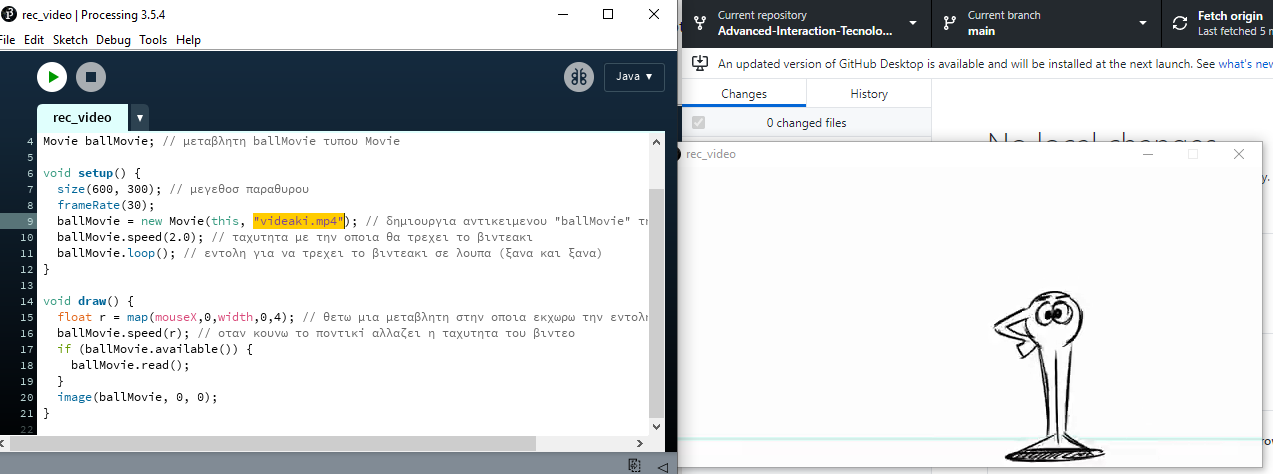 rec_video | Processing 3.5.4
File Edit Sketch Debug Tools Help
Java ▼
rec_video ▼
4 Movie ballMovie; // μεταβλητη ballMovie τυπου Movie
5
6 void setup() {
7 size(600, 300); // μεγεθοσ παραθυρου
8 frameRate(30);
9 ballMovie = new Movie(this, "videaki.mp4"); // δημιουργια αντικειμενου "ballMovie"
10 ballMovie.speed(2.0); // ταχυτητα με την οποια θα τρεχει το βιντεακι
11 ballMovie.loop(); // εντολη για να τρεχει το βιντεακι σε λουπα (ξανα και ξανα)
12 }
13
14 void draw() {
15 float r = map(mouseX,0,width,0,4); // θετω μια μεταβλητη στην οποια εκχωρω την εντολη
16 ballMovie.speed(r); // οταν κουνω το ποντικί αλλαζει η ταχυτητα του βιντεο
17 if (ballMovie.available()) {
18 ballMovie.read();
19 }
20 image(ballMovie, 0, 0);
21 }
22
Current repository
Advanced-Interaction-Tecnolo...
Current branch
main
Fetch origin
Last fetched 5
An updated version of GitHub Desktop is available and will be installed at the next launch. See what's new
Changes
History
0 changed files
No local changes
rec_video